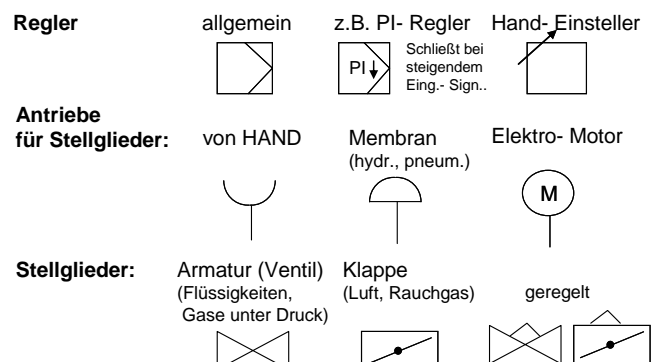 Regler allgemein z.B. PI- Regler Hand- Einsteller
PI Schließt bei
steigendem
Eing.- Sign..
Antriebe
für Stellglieder: von HAND Membran Elektro- Motor
(hydr., pneum.)
M
Stellglieder: Armatur (Ventil) Klappe
(Flüssigkeiten, (Luft, Rauchgas) geregelt
Gase unter Druck)